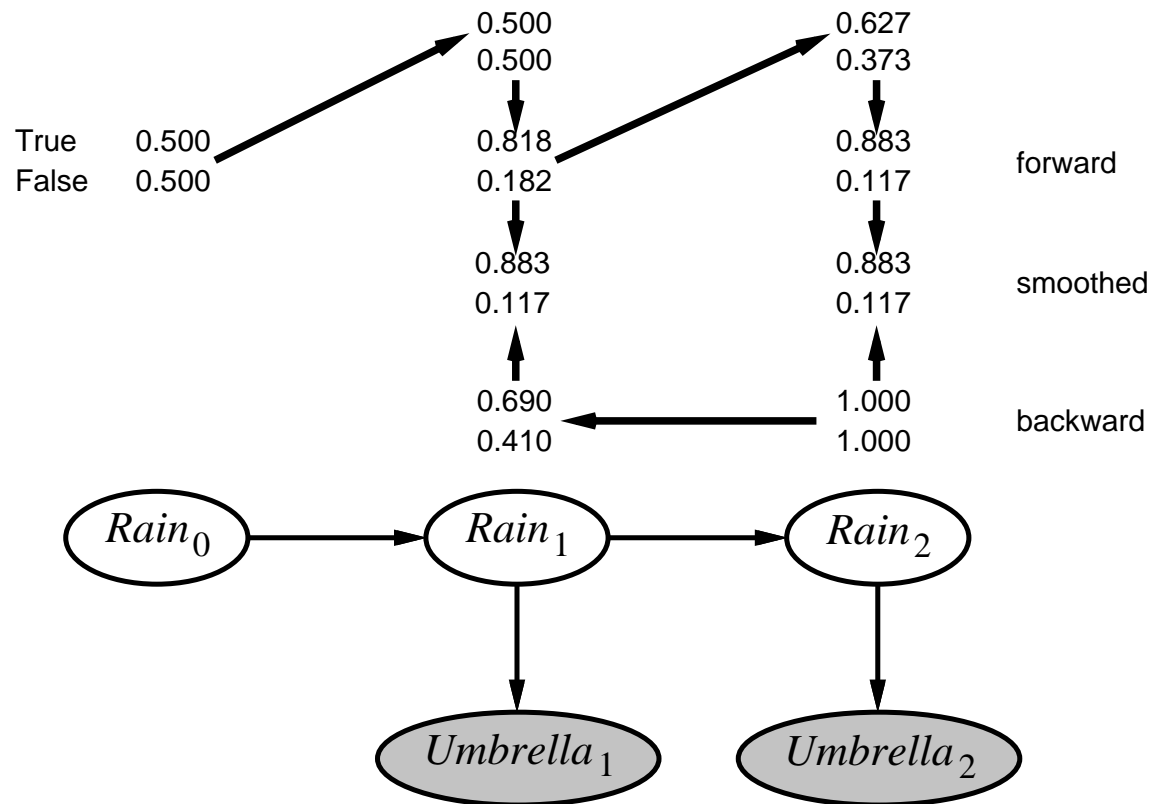 0.500 0.627
0.500 0.373
True 0.500 0.818 0.883
False 0.500 0.182 0.117
forward
0.883 0.883
smoothed
0.117 0.117
0.690 1.000
backward
0.410 1.000
Rain0 Rain1 Rain2
Umbrella1 Umbrella2